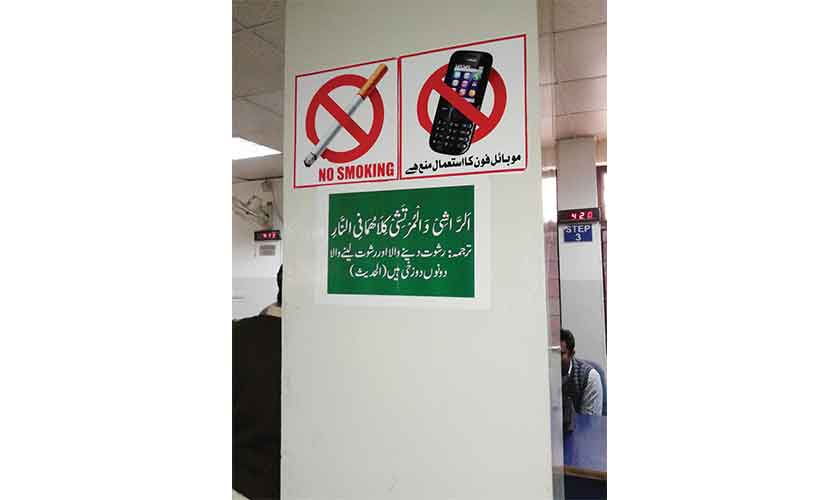 NO SMOKING
موبائل فون کا استعمال منع ہے
اَلرَّاشِیْ وَالْمُرْتَشِیْ کِلَاهُمَا فِی النَّارِ
ترجمہ: رشوت دینے والا اور رشوت لینے والا
دونوں دوزخی ہیں (الحدیث)
420
STEP
3